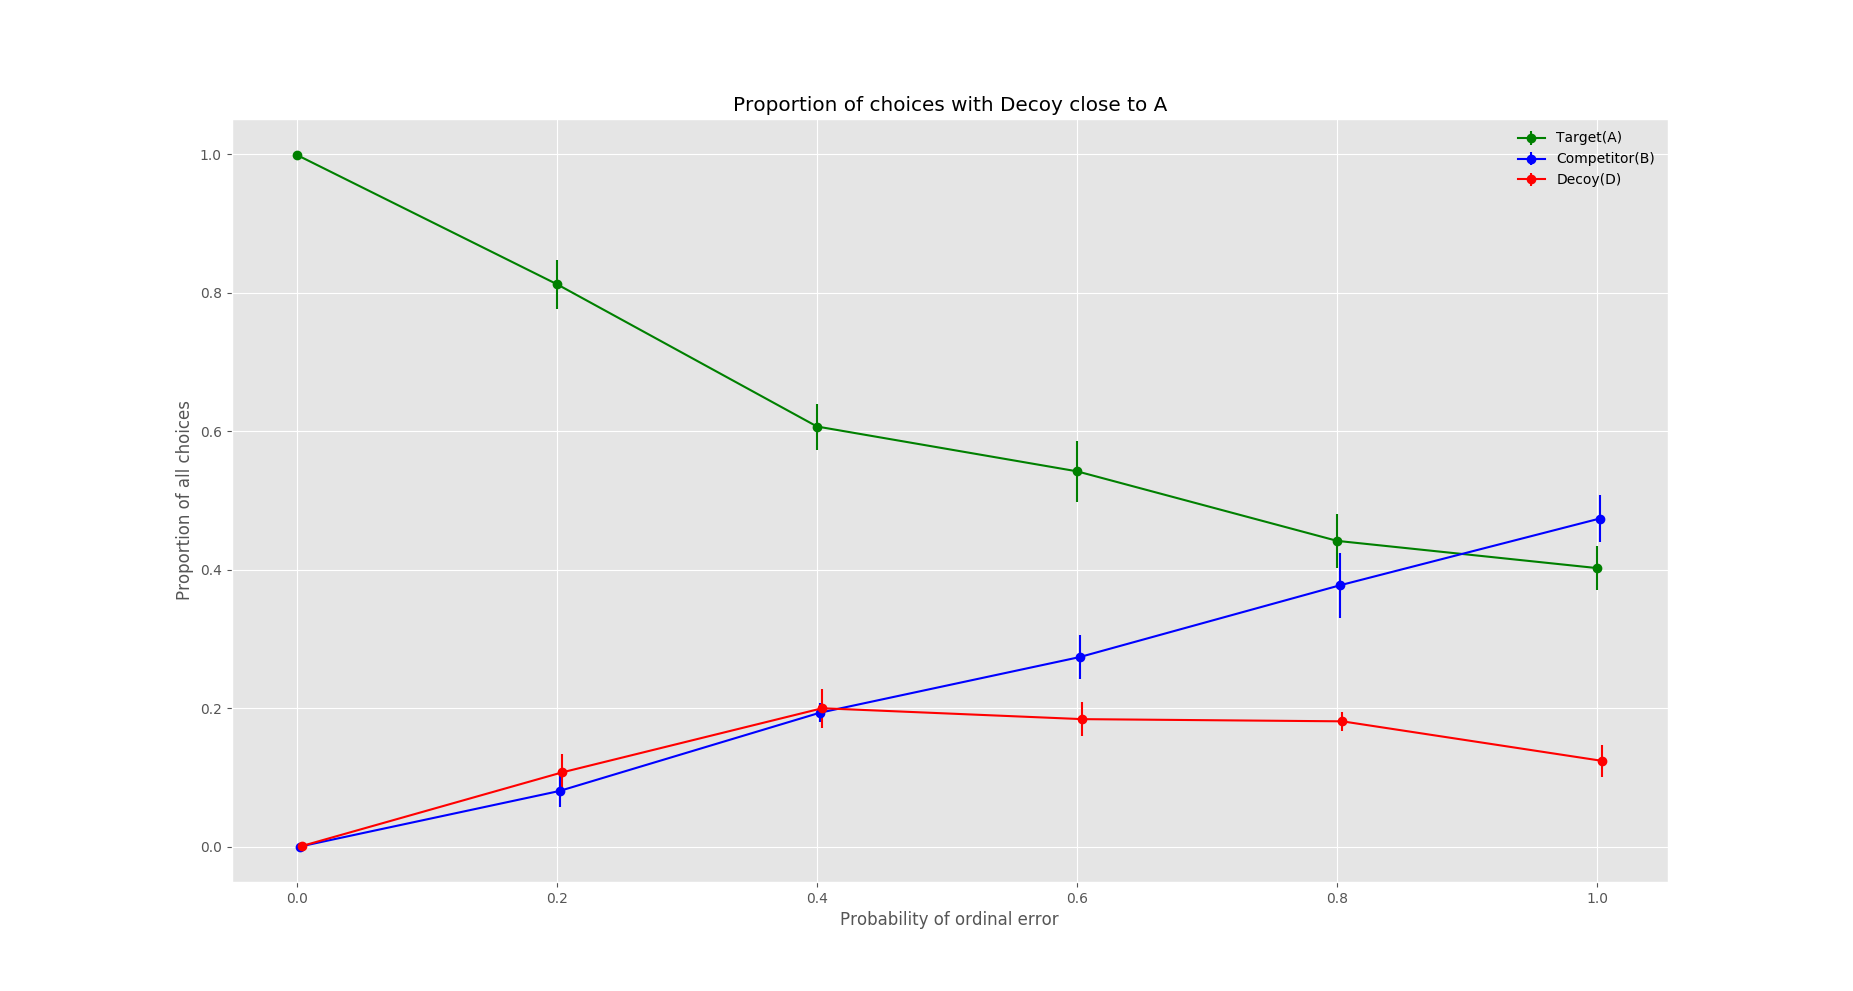 Proportion of choices with Decoy close to A
Target(A)
Competitor(B)
Decoy(D)
Proportion of all choices
1.0
0.8
0.6
0.4
0.2
0.0
0.0 0.2 0.4 0.6 0.8 1.0
Probability of ordinal error